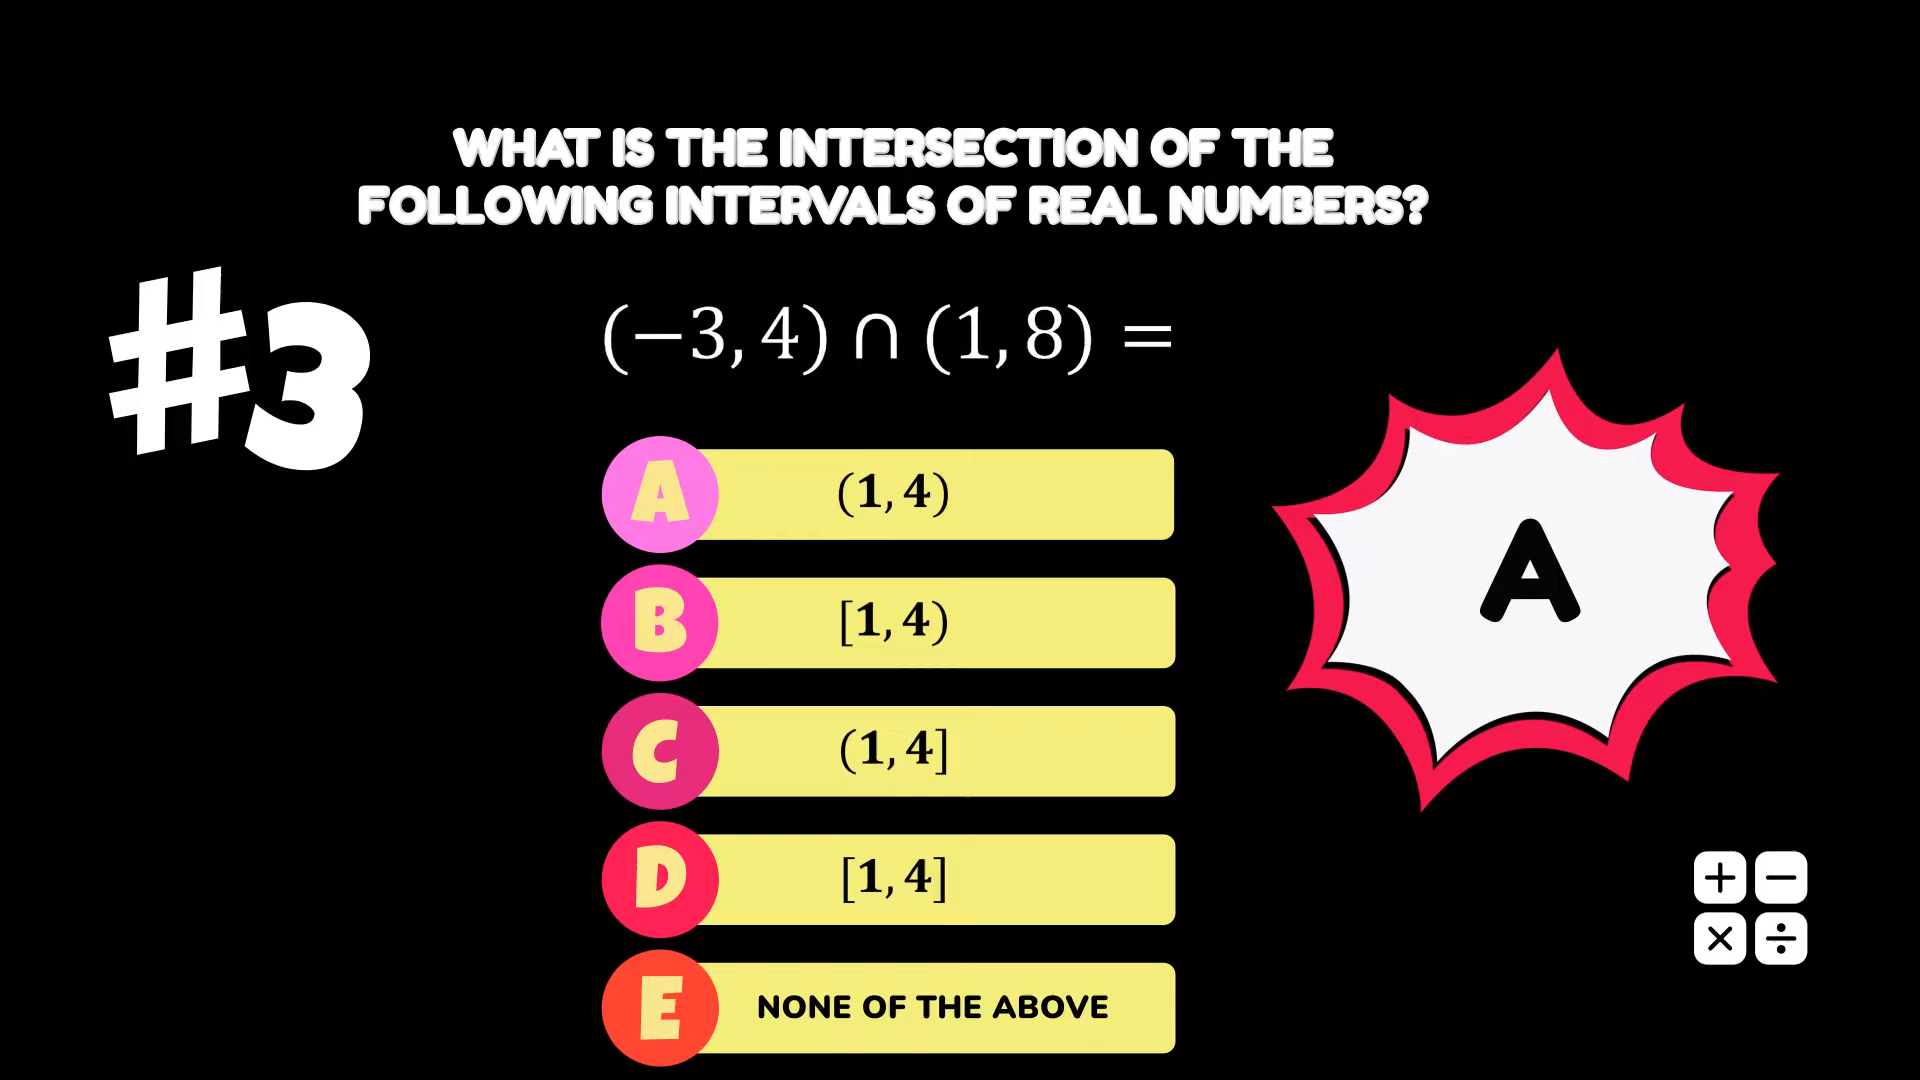 WHAT IS THE INTERSECTION OF THE
FOLLOWING INTERVALS OF REAL NUMBERS?
#3
(−3, 4) ∩ (1, 8) =
A
(1, 4)
B
[1, 4)
C
(1, 4]
D
[1, 4]
E
NONE OF THE ABOVE
A
+ −
× ÷